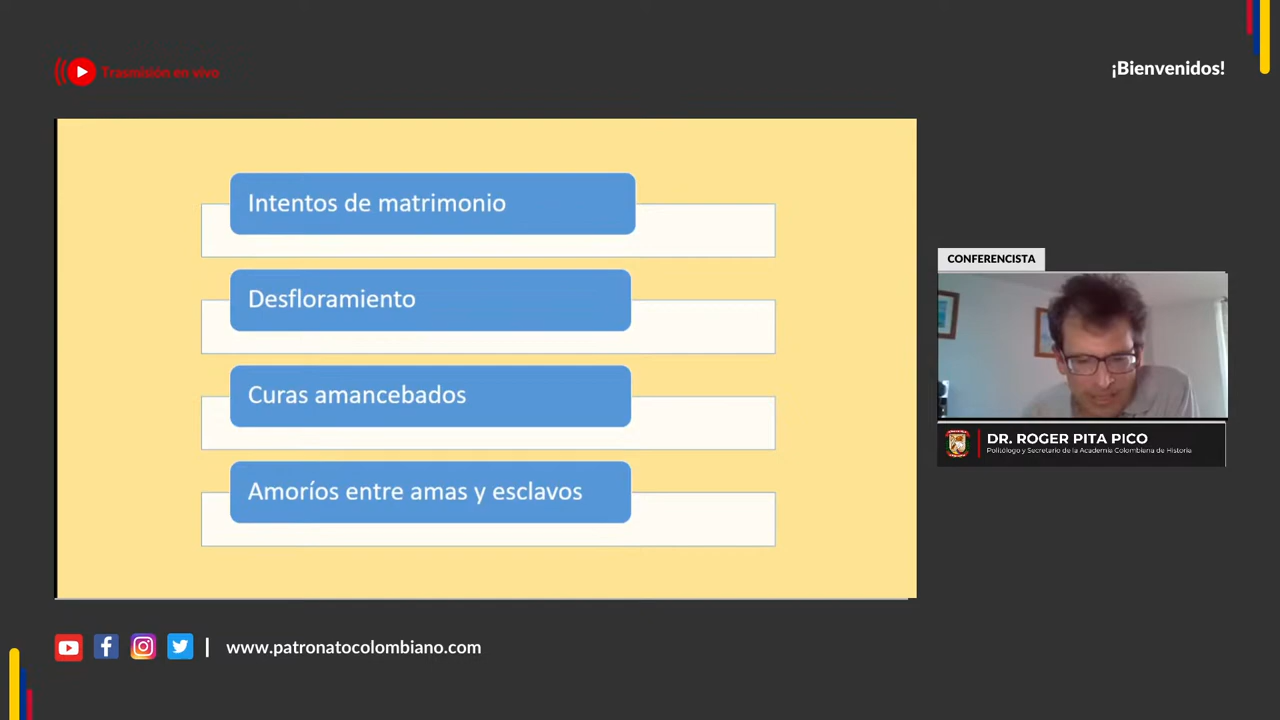 Trasmisión en vivo
¡Bienvenidos!
Intentos de matrimonio
Desfloramiento
Curas amancebados
Amoríos entre amas y esclavos
CONFERENCISTA
DR. ROGER PITA PICO
Politólogo y Secretario de la Academia Colombiana de Historia
www.patronatocolombiano.com